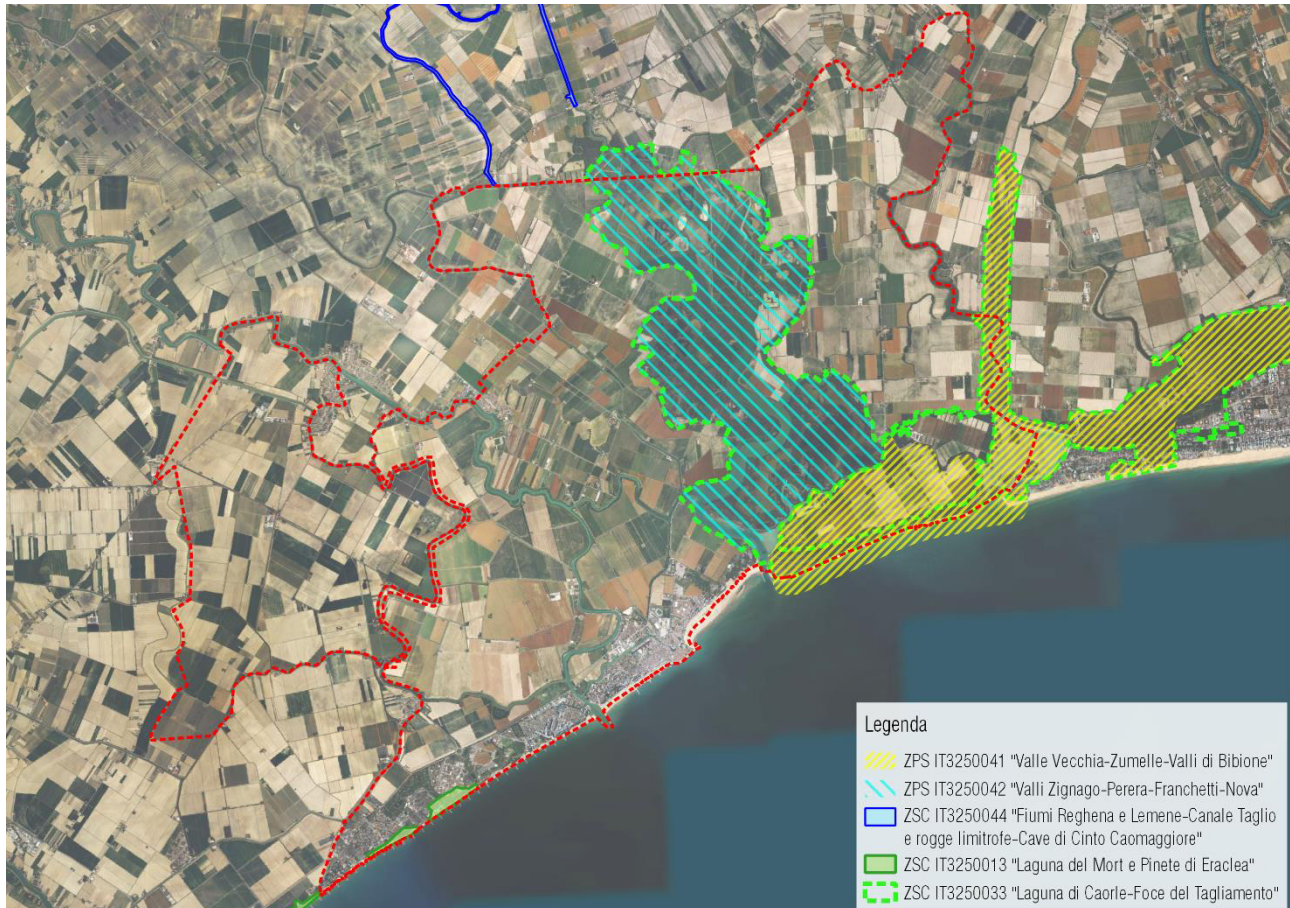 Legenda
ZPS IT3250041 "Valle Vecchia-Zumelle-Valli di Bibione"
ZPS IT3250042 "Valli Zignago-Perera-Franchetti-Nova"
ZSC IT3250044 "Fiumi Reghena e Lemene-Canale Taglio
e rogge limitrofe-Cave di Cinto Caomaggiore"
ZSC IT3250013 "Laguna del Mort e Pinete di Eraclea"
ZSC IT3250033 "Laguna di Caorle-Foce del Tagliamento"